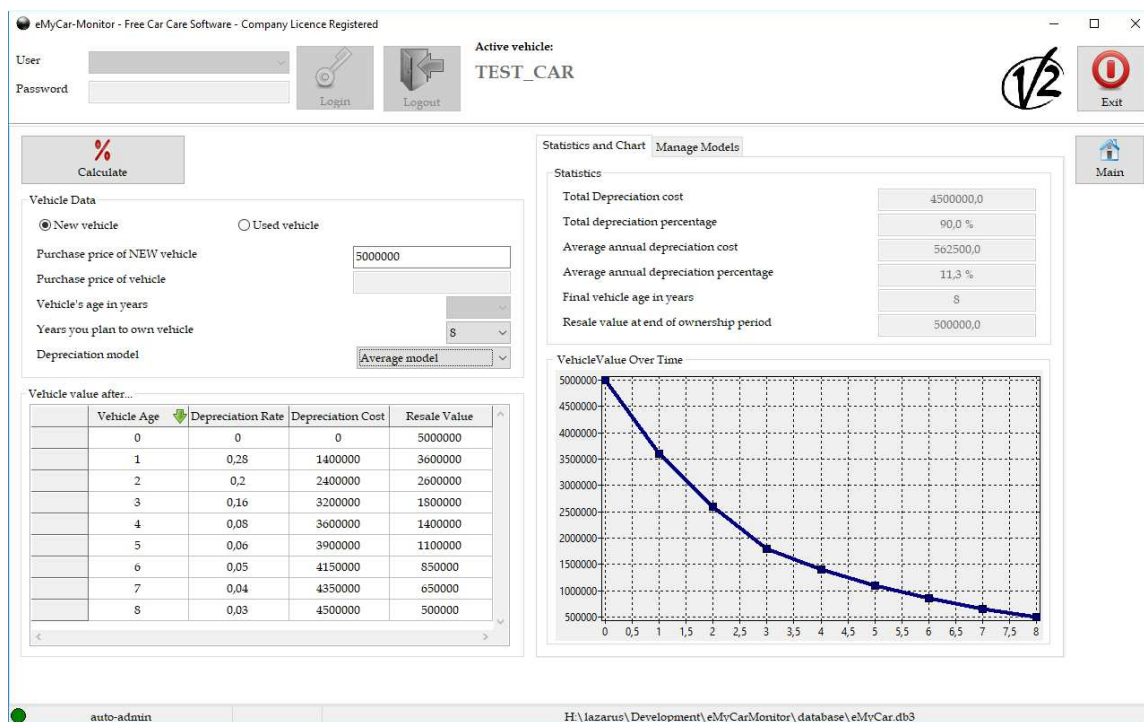 eMyCar-Monitor - Free Car Care Software - Company Licence Registered
User
Password
Login
Logout
Active vehicle:
TEST_CAR
V2
Exit
%
Calculate
Main
Vehicle Data
New vehicle
Used vehicle
Purchase price of NEW vehicle
5000000
Purchase price of vehicle
Vehicle's age in years
Years you plan to own vehicle
8
Depreciation model
Average model
Vehicle value after...
Vehicle Age Depreciation Rate Depreciation Cost Resale Value
0 0 0 5000000
1 0,28 1400000 3600000
2 0,2 2400000 2600000
3 0,16 3200000 1800000
4 0,08 3600000 1400000
5 0,06 3900000 1100000
6 0,05 4150000 850000
7 0,04 4350000 650000
8 0,03 4500000 500000
Statistics and Chart Manage Models
Statistics
Total Depreciation cost 4500000,0
Total depreciation percentage 90,0 %
Average annual depreciation cost 562500,0
Average annual depreciation percentage 11,3 %
Final vehicle age in years 8
Resale value at end of ownership period 500000,0
VehicleValue Over Time
5000000
4500000
4000000
3500000
3000000
2500000
2000000
1500000
1000000
500000
0 0,5 1 1,5 2 2,5 3 3,5 4 4,5 5 5,5 6 6,5 7 7,5 8
auto-admin
H:\lazarus\Development\eMyCarMonitor\database\eMyCar.db3